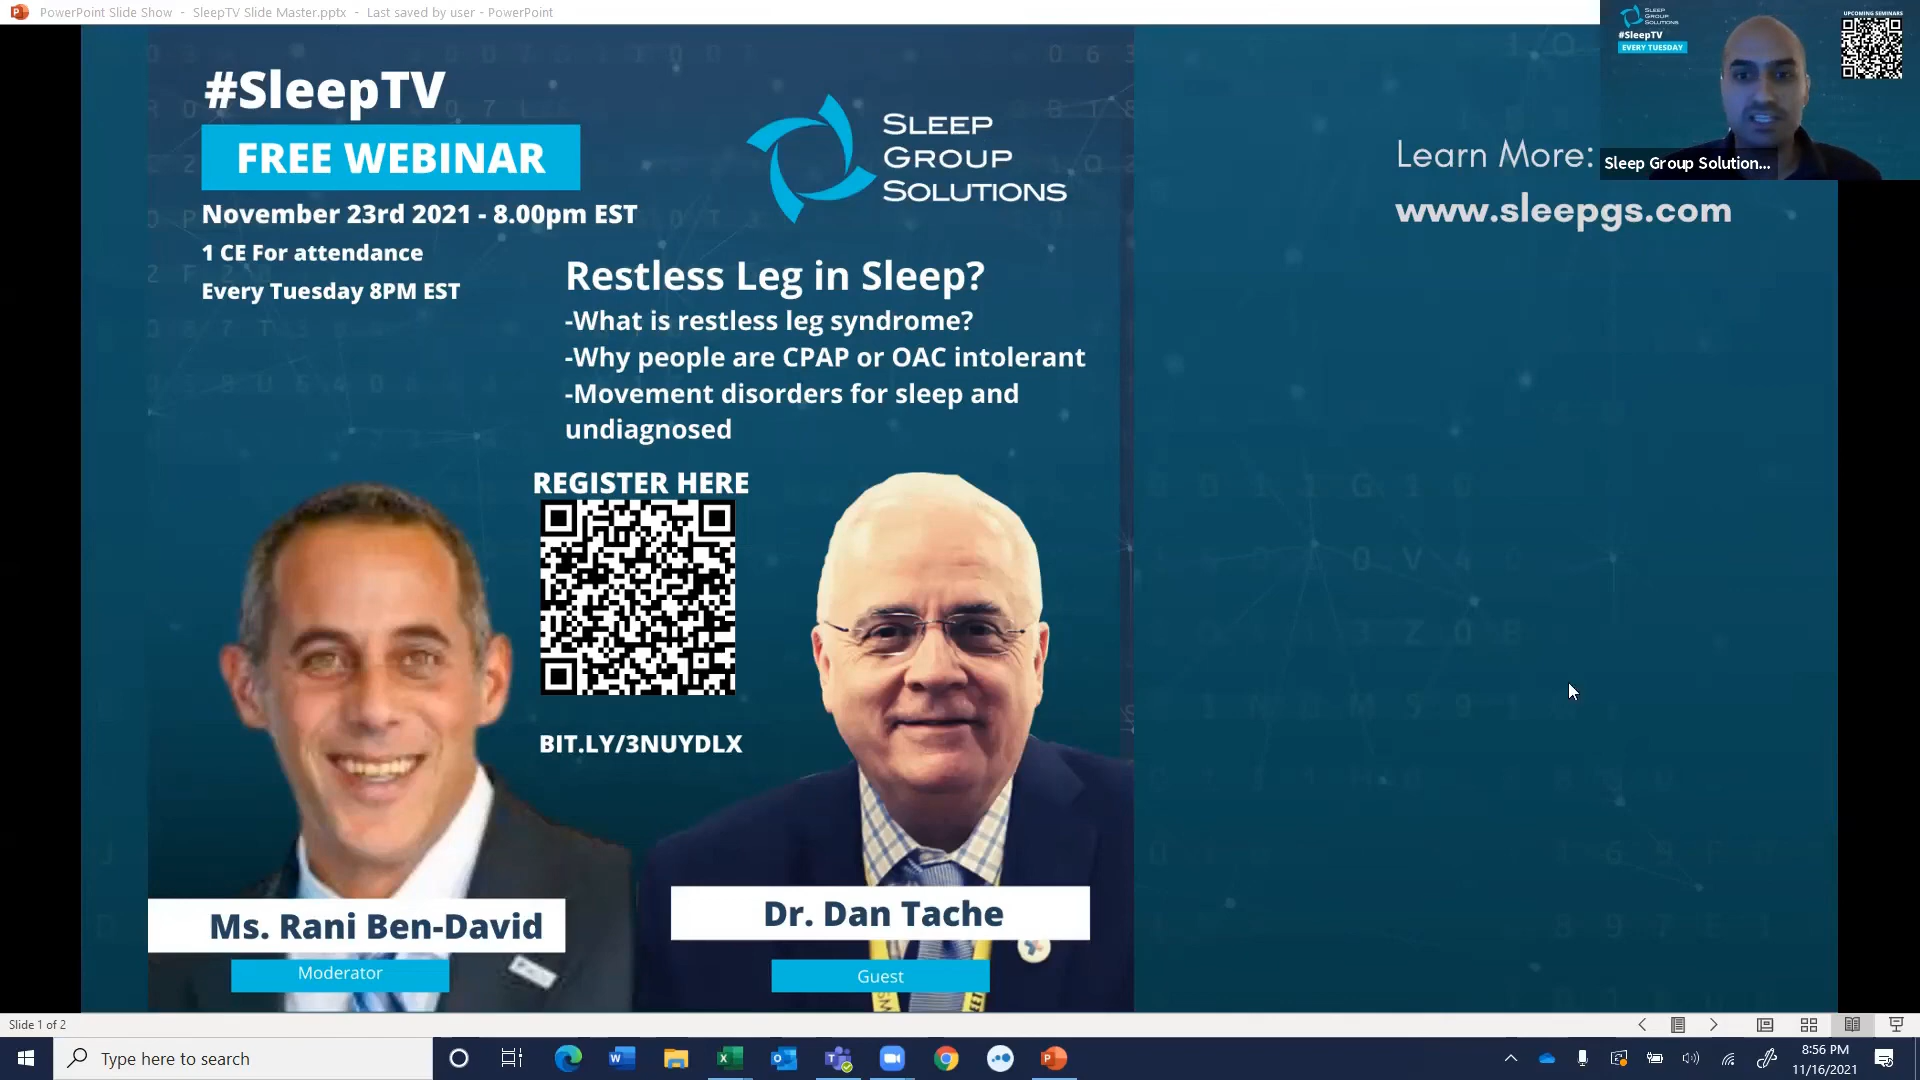 PowerPoint Slide Show - SleepTV Slide Master.pptx - Last saved by user - PowerPoint
#SleepTV
FREE WEBINAR
November 23rd 2021 - 8.00pm EST
1 CE For attendance
Every Tuesday 8PM EST
SLEEP
GROUP
SOLUTIONS
Restless Leg in Sleep?
-What is restless leg syndrome?
-Why people are CPAP or OAC intolerant
-Movement disorders for sleep and
undiagnosed
REGISTER HERE
BIT.LY/3NUYDLX
Ms. Rani Ben-David
Moderator
Dr. Dan Tache
Guest
Learn More:
www.sleepgs.com
SLEEP
GROUP
SOLUTIONS
#SleepTV
EVERY TUESDAY
UPCOMING SEMINARS
Sleep Group Solution...
Slide 1 of 2
Type here to search
8:56 PM
11/16/2021